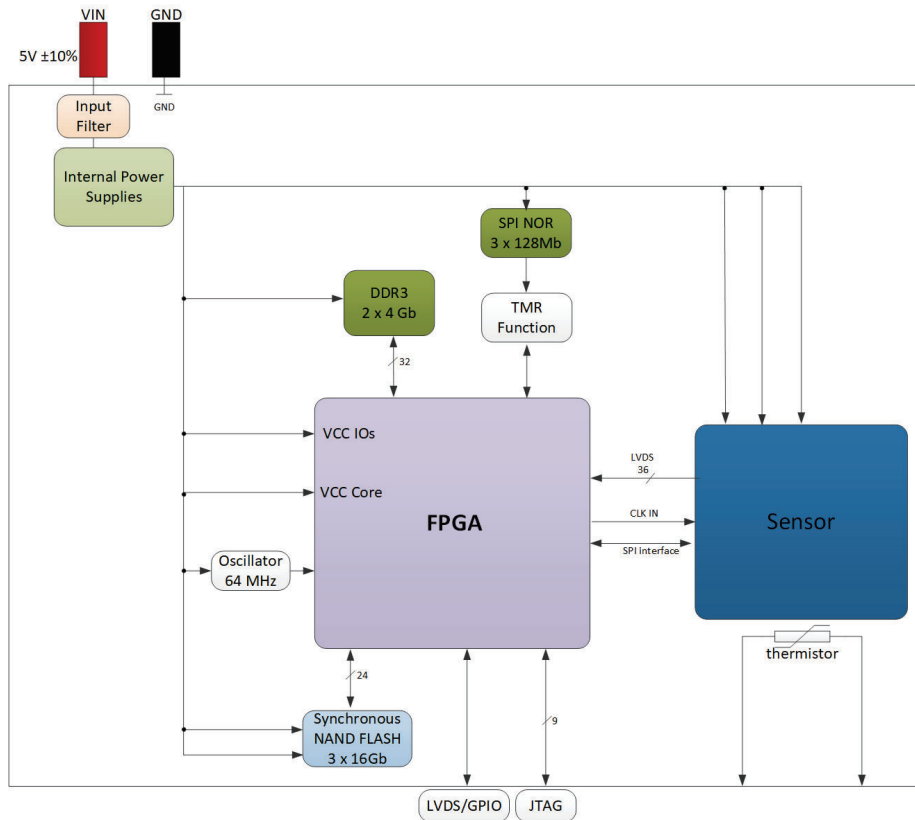 VIN
GND
5V ±10%
Input
Filter
GND
Internal Power
Supplies
SPI NOR
3 x 128Mb
DDR3
2 x 4 Gb
TMR
Function
32
VCC IOs
LVDS
36
VCC Core
FPGA
CLK IN
Sensor
SPI interface
Oscillator
64 MHz
thermistor
24
Synchronous
NAND FLASH
3 x 16Gb
9
LVDS/GPIO
JTAG